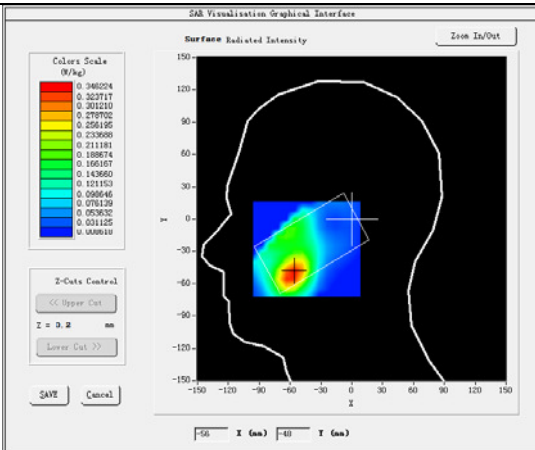 SAR Visualisation Graphical Interface
Surface Radiated Intensity
Zoom In/Out
Colors Scale
(W/kg)
0.346224
0.323717
0.301210
0.278702
0.256195
0.233688
0.211181
0.188674
0.166167
0.143660
0.121153
0.098646
0.076139
0.053632
0.031125
0.008618
150
120
90
60
30
0
-30
-60
-90
-120
-150
Y
-150 -120 -90 -60 -30 0 30 60 90 120 150
X
Z-Cuts Control
<< Upper Cut
Z = 3.2 mm
Lower Cut >>
SAVE Cancel
-56 X (mm) -48 Y (mm)